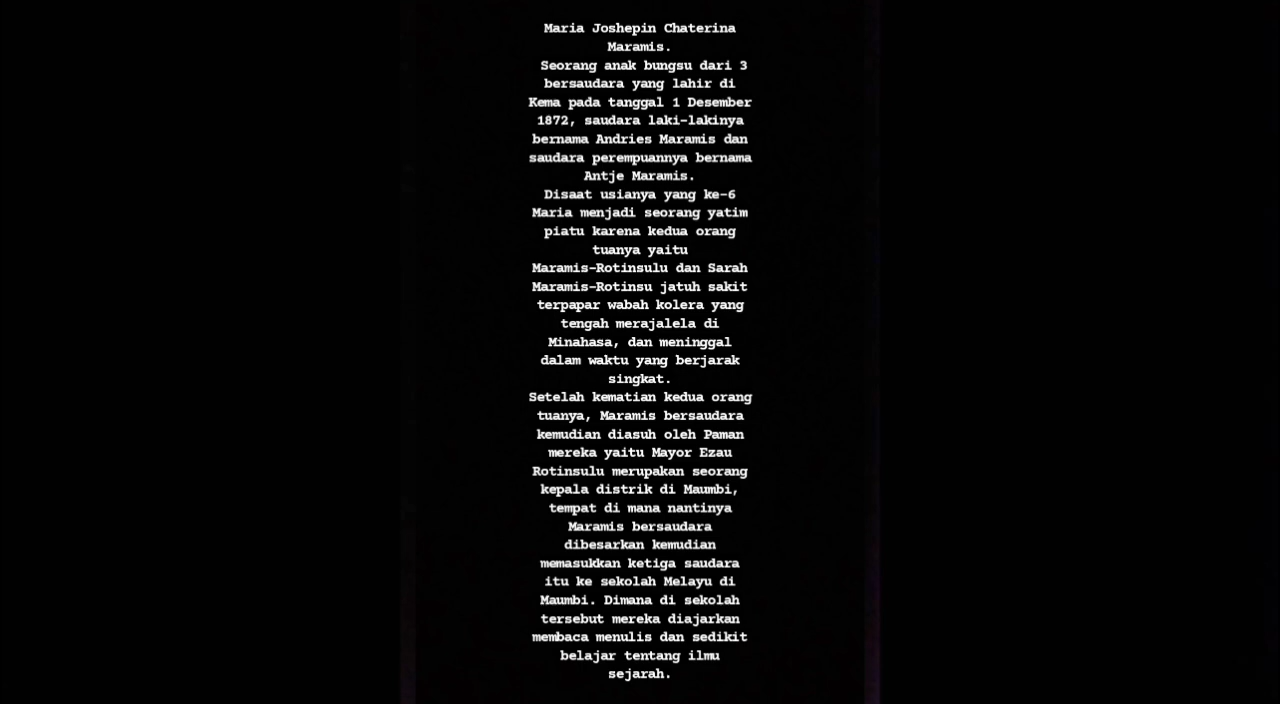 Maria Joshepin Chaterina
Maramis.
Seorang anak bungsu dari 3
bersaudara yang lahir di
Kema pada tanggal 1 Desember
1872, saudara laki-lakinya
bernama Andries Maramis dan
saudara perempuannya bernama
Antje Maramis.
Disaat usianya yang ke-6
Maria menjadi seorang yatim
piatu karena kedua orang
tuanya yaitu
Maramis-Rotinsulu dan Sarah
Maramis-Rotinsu jatuh sakit
terpapar wabah kolera yang
tengah merajalela di
Minahasa, dan meninggal
dalam waktu yang berjarak
singkat.
Setelah kematian kedua orang
tuanya, Maramis bersaudara
kemudian diasuh oleh Paman
mereka yaitu Mayor Ezau
Rotinsulu merupakan seorang
kepala distrik di Maumbi,
tempat di mana nantinya
Maramis bersaudara
dibesarkan kemudian
memasukkan ketiga saudara
itu ke sekolah Melayu di
Maumbi. Dimana di sekolah
tersebut mereka diajarkan
membaca menulis dan sedikit
belajar tentang ilmu
sejarah.